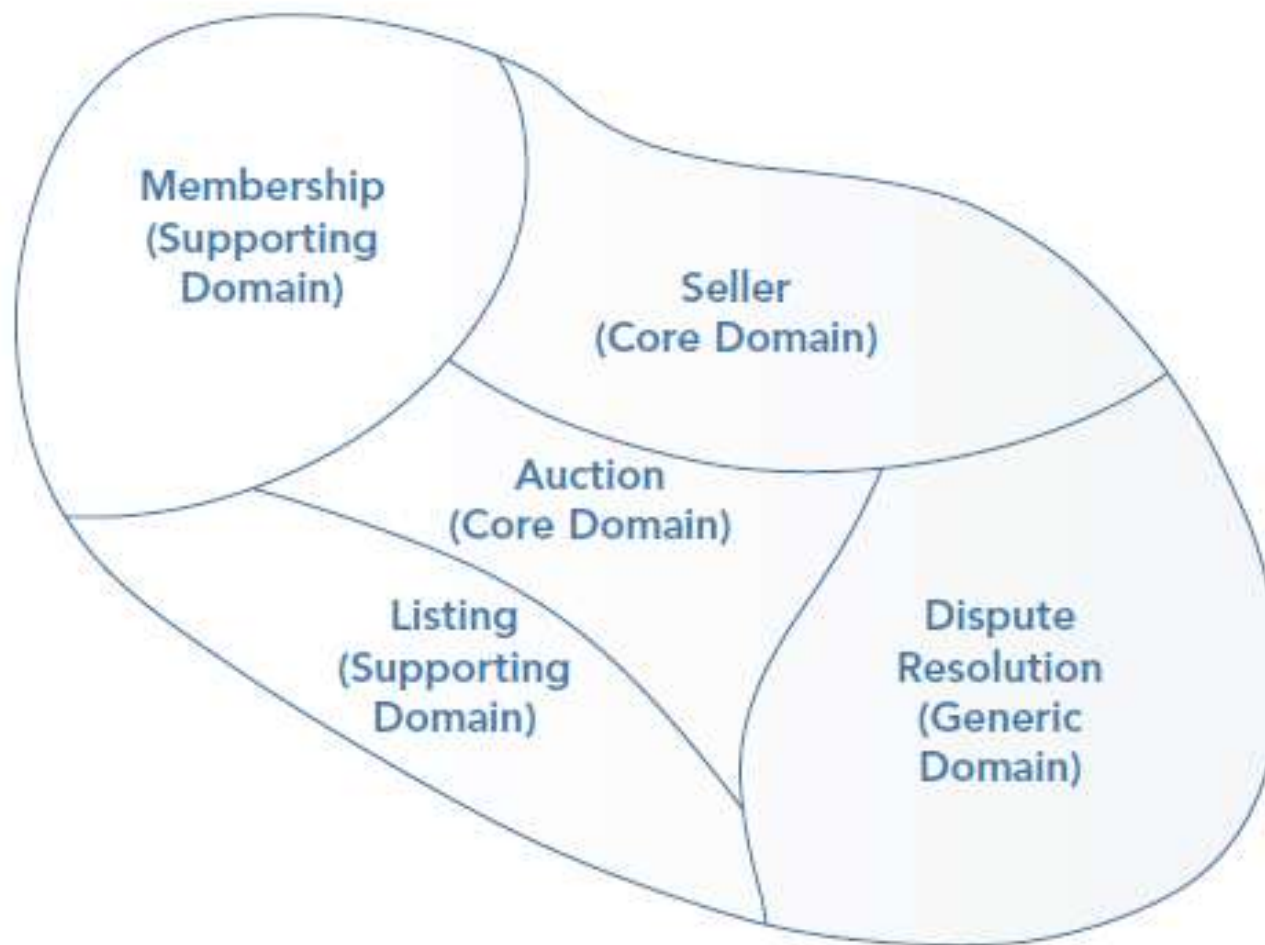 Membership
(Supporting
Domain)
Seller
(Core Domain)
Auction
(Core Domain)
Listing
(Supporting
Domain)
Dispute
Resolution
(Generic
Domain)